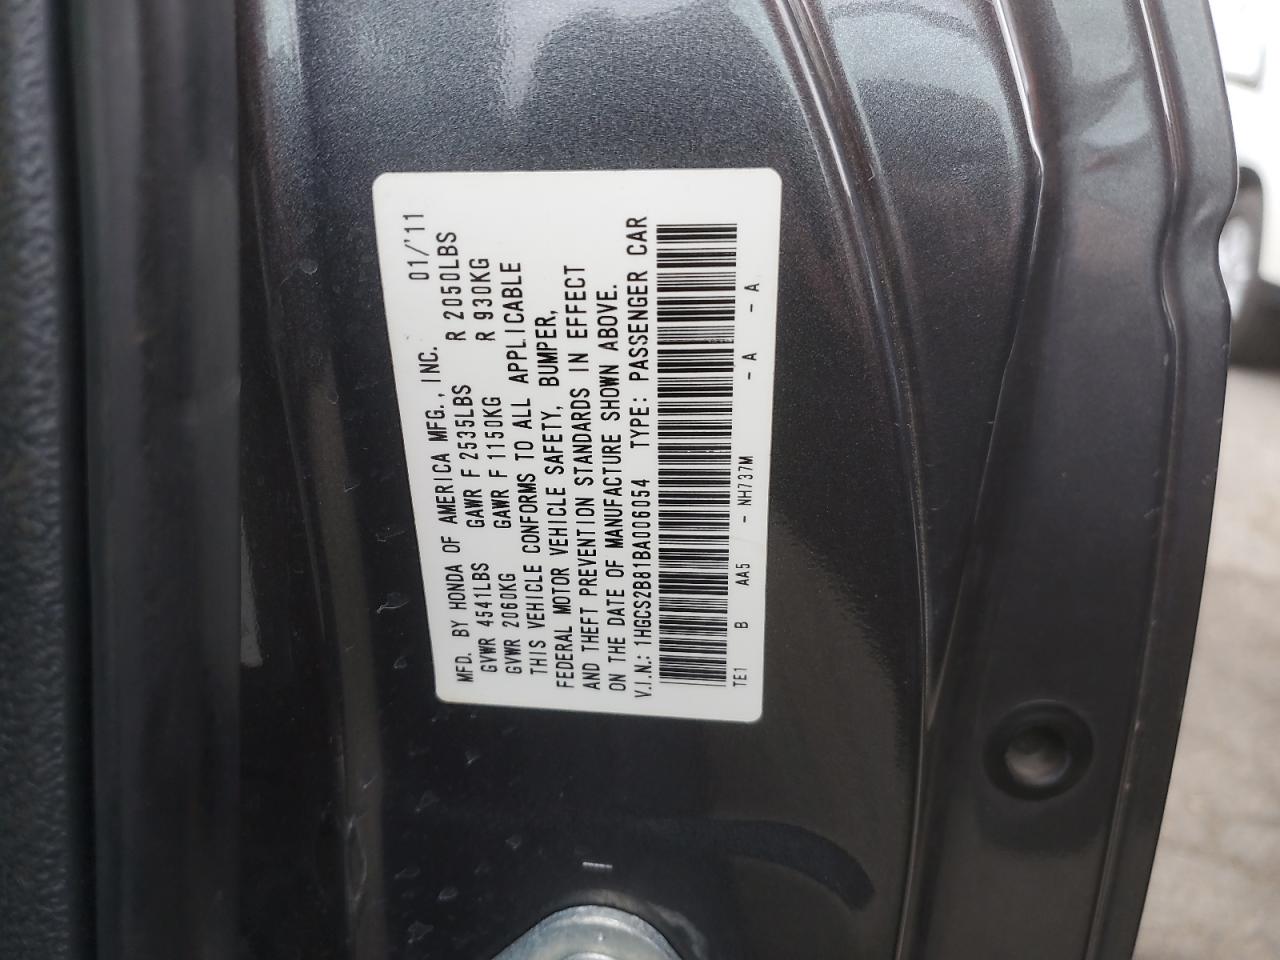 MFD. BY HONDA OF AMERICA MFG., INC. 01/'11
GVWR 4541LBS GAWR F 2535LBS R 2050LBS
GVWR 2060KG GAWR F 1150KG R 930KG
THIS VEHICLE CONFORMS TO ALL APPLICABLE
FEDERAL MOTOR VEHICLE SAFETY, BUMPER,
AND THEFT PREVENTION STANDARDS IN EFFECT
ON THE DATE OF MANUFACTURE SHOWN ABOVE.
V.I.N.: 1HGCS2B81BA006054 TYPE: PASSENGER CAR
TE1 B AA5 - NH737M - A - A